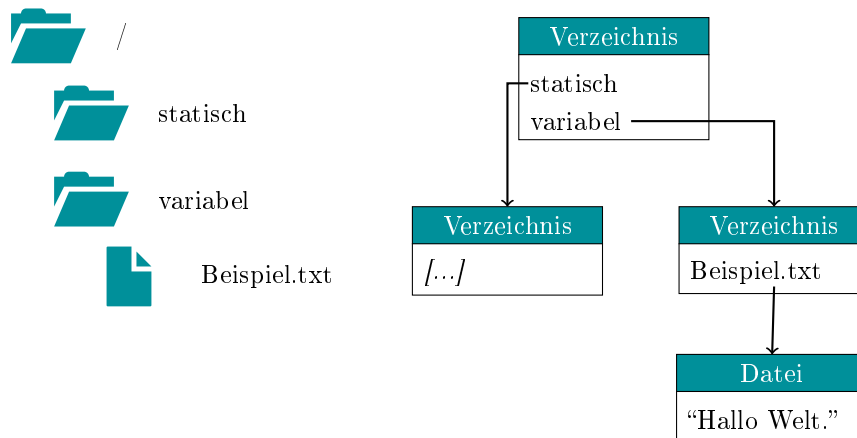 /
statisch
variabel
Beispiel.txt
Verzeichnis
statisch
variabel
Verzeichnis
[...]
Verzeichnis
Beispiel.txt
Datei
“Hallo Welt.”